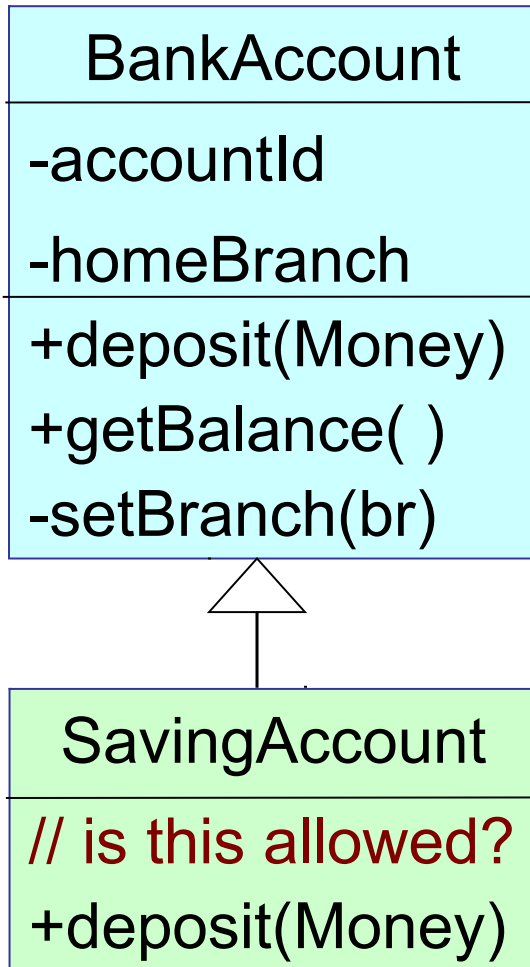 BankAccount
-accountId
-homeBranch
+deposit(Money)
+getBalance( )
-setBranch(br)
SavingAccount
// is this allowed?
+deposit(Money)